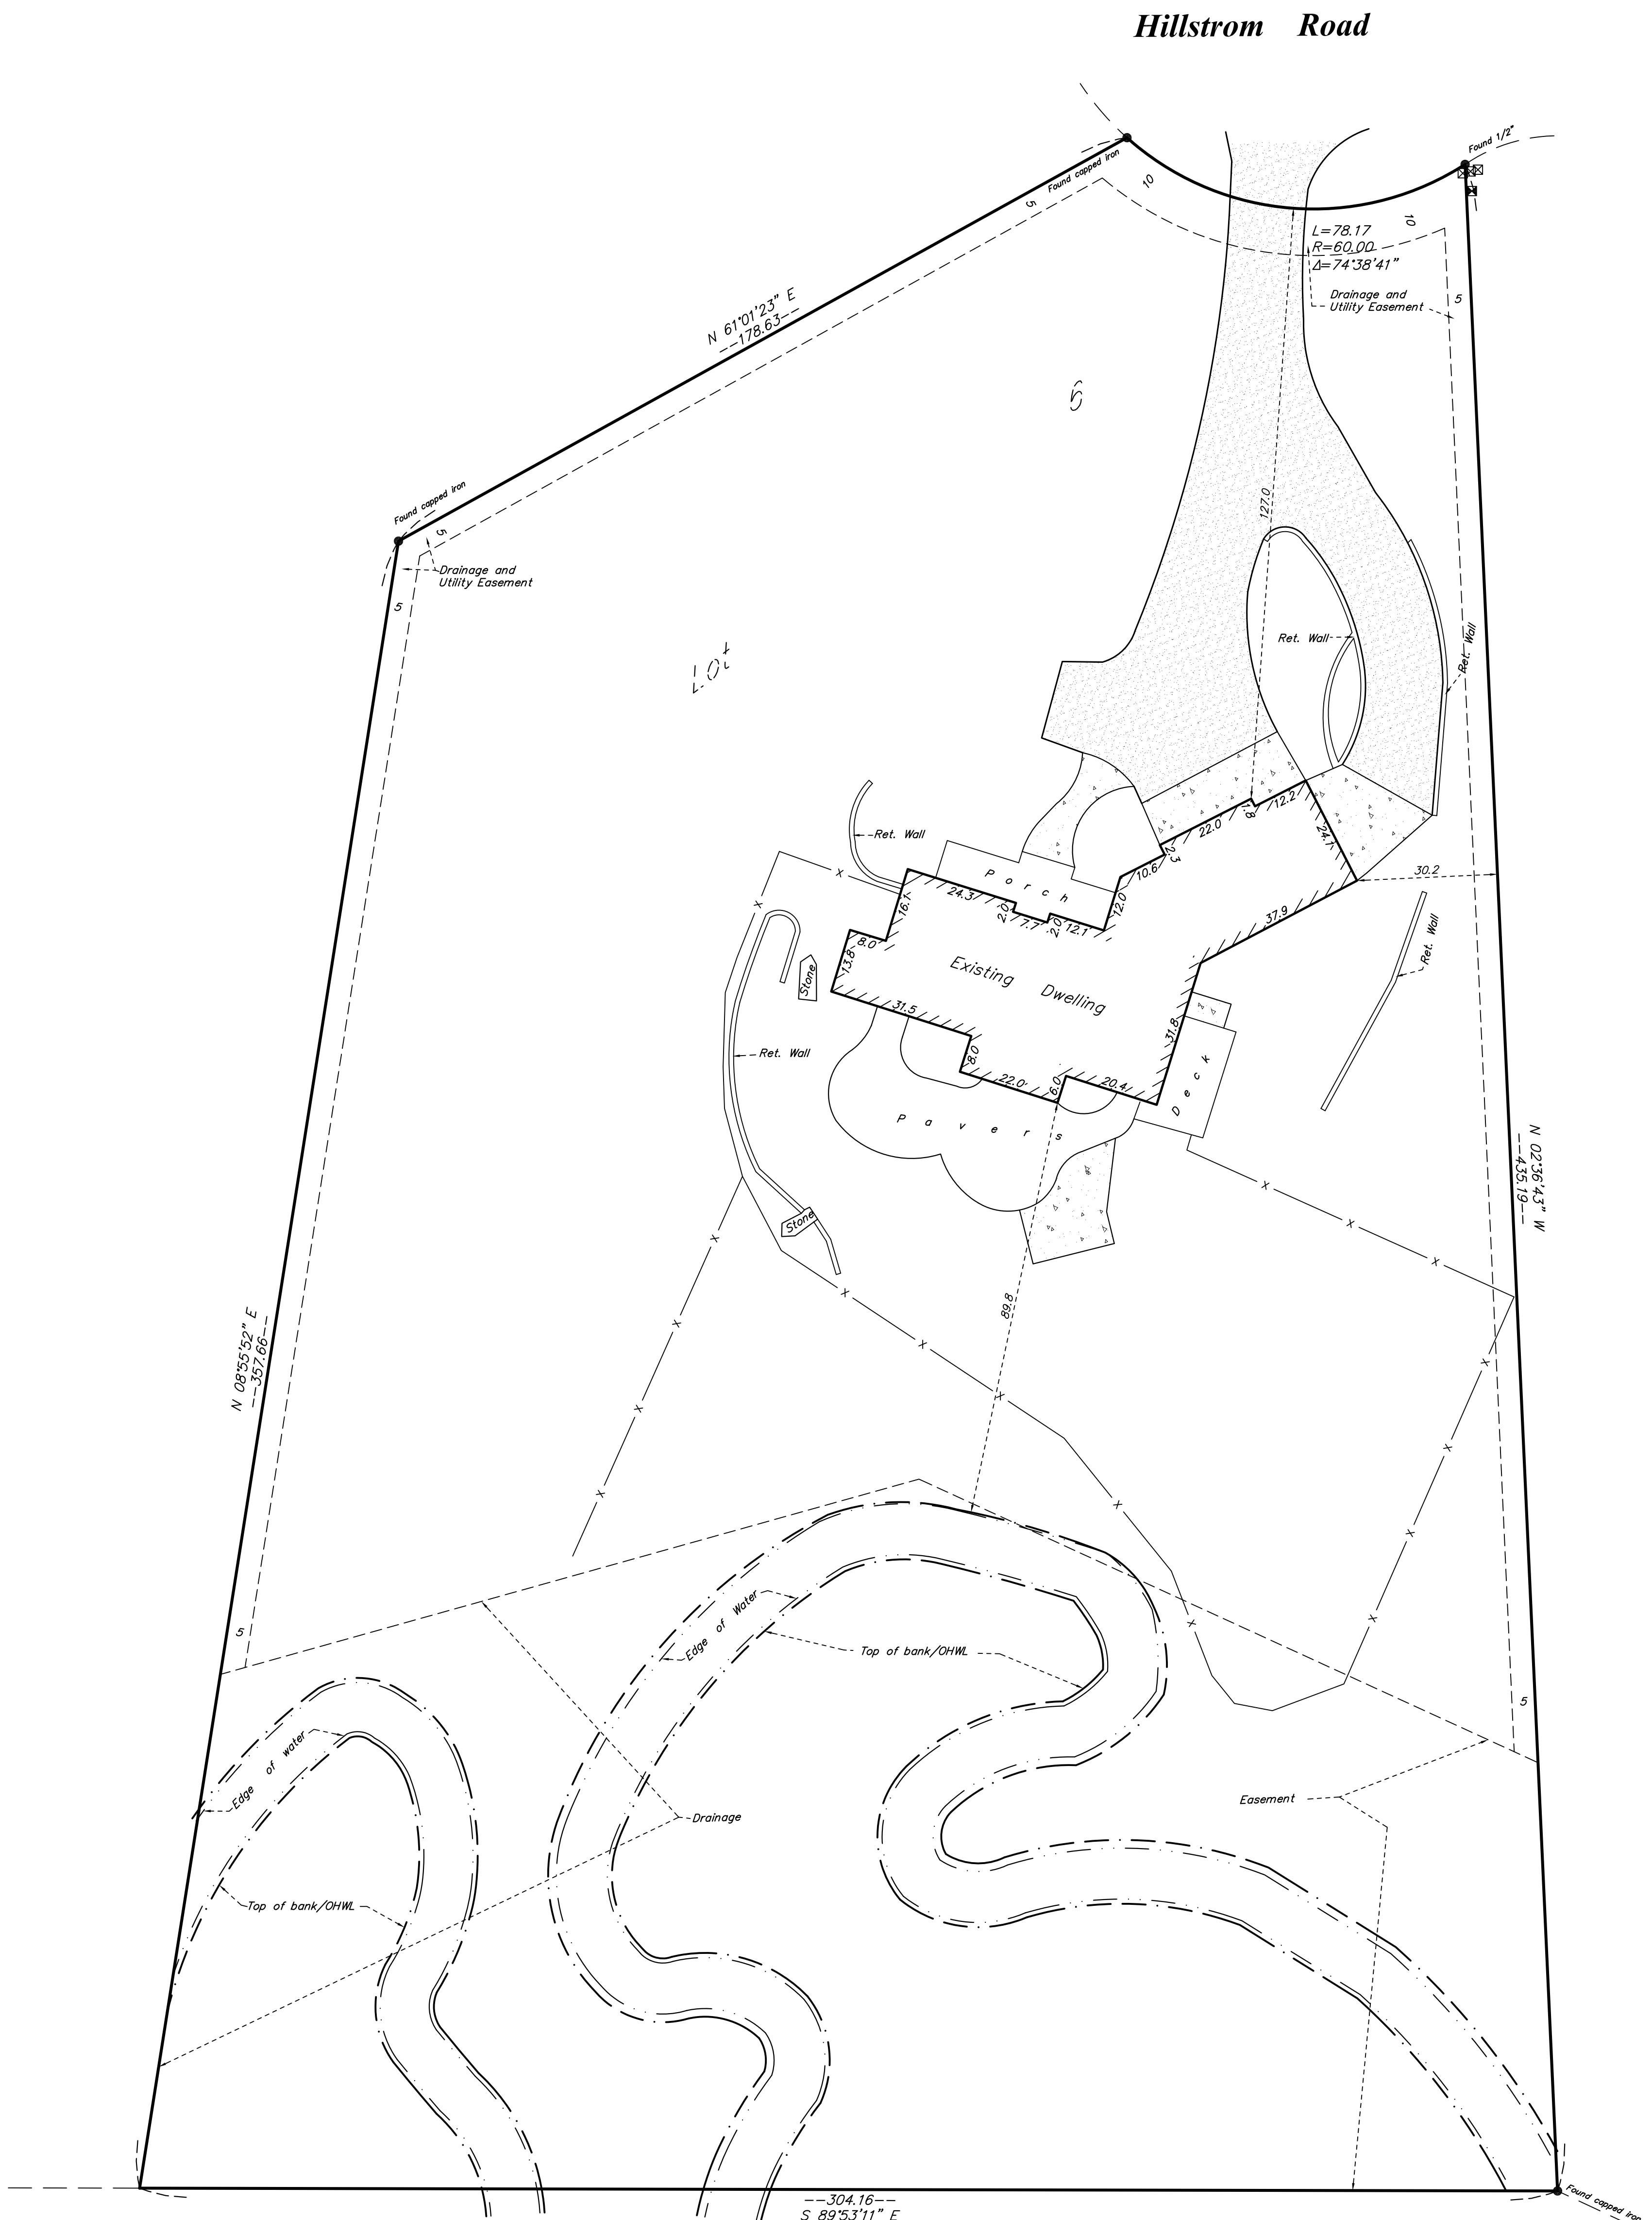 Hillstrom Road
Found 1/2"
Found capped iron
10
5
10
L=78.17
R=60.00
Δ=74°38'41"
Drainage and
Utility Easement
5
N 61°01'23" E
--178.63--
6
Found capped iron
5
127.0
Drainage and
Utility Easement
5
Ret. Wall
Ret. Wall
Lot
12.2
1.8
22.0
24.1
Ret. Wall
2.3
10.6
30.2
Porch
24.3
16.1
2.0
7.7
2.0
12.1
12.0
37.9
Ret. Wall
8.0
13.8
Existing Dwelling
Stone
31.5
31.8
Ret. Wall
8.0
22.0
6.0
20.4
Deck
Pavers
N 02°36'43" W
--435.19--
X
X
X
X
X
X
Stone
X
X
X
X
X
X
X
X
X
X
X
X
X
89.8
N 08°55'52" E
--357.66--
Edge of Water
Top of bank/OHWL
5
5
Edge of water
Easement
Drainage
Top of bank/OHWL
--304.16--
S 89°53'11" E
Found capped iron